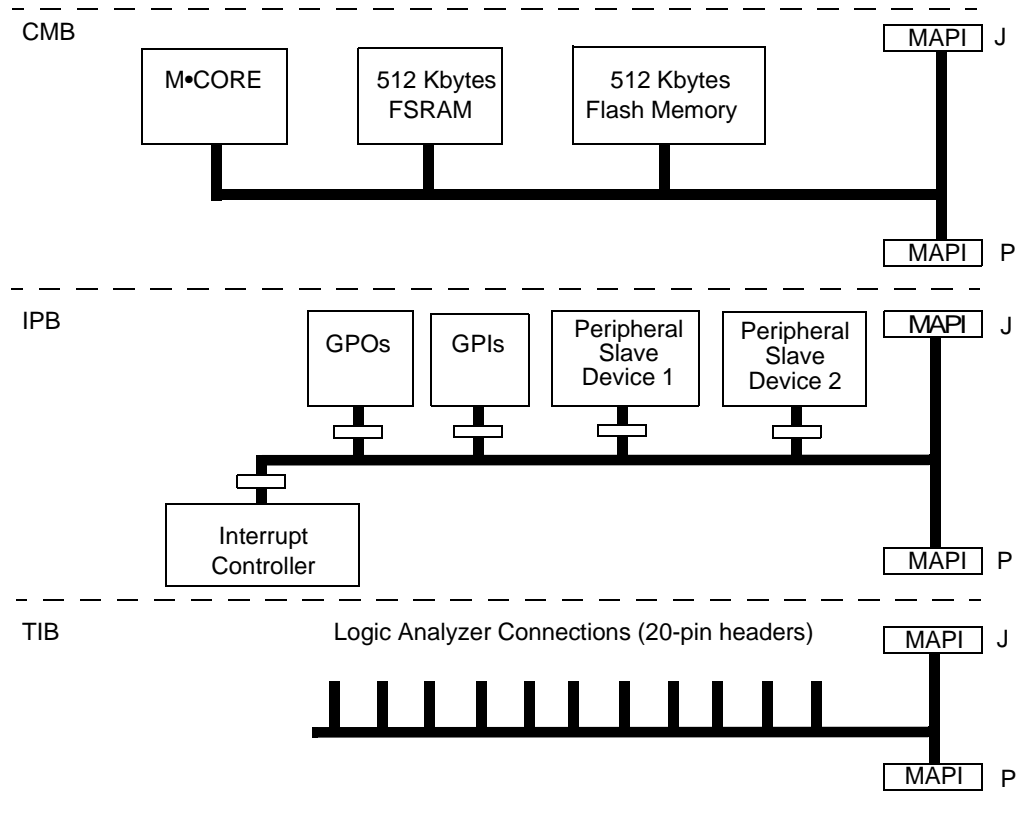 CMB
MAPI J
M•CORE
512 Kbytes
FSRAM
512 Kbytes
Flash Memory
MAPI P
IPB
MAPI J
GPOs
GPIs
Peripheral
Slave
Device 1
Peripheral
Slave
Device 2
Interrupt
Controller
MAPI P
TIB
Logic Analyzer Connections (20-pin headers)
MAPI J
MAPI P